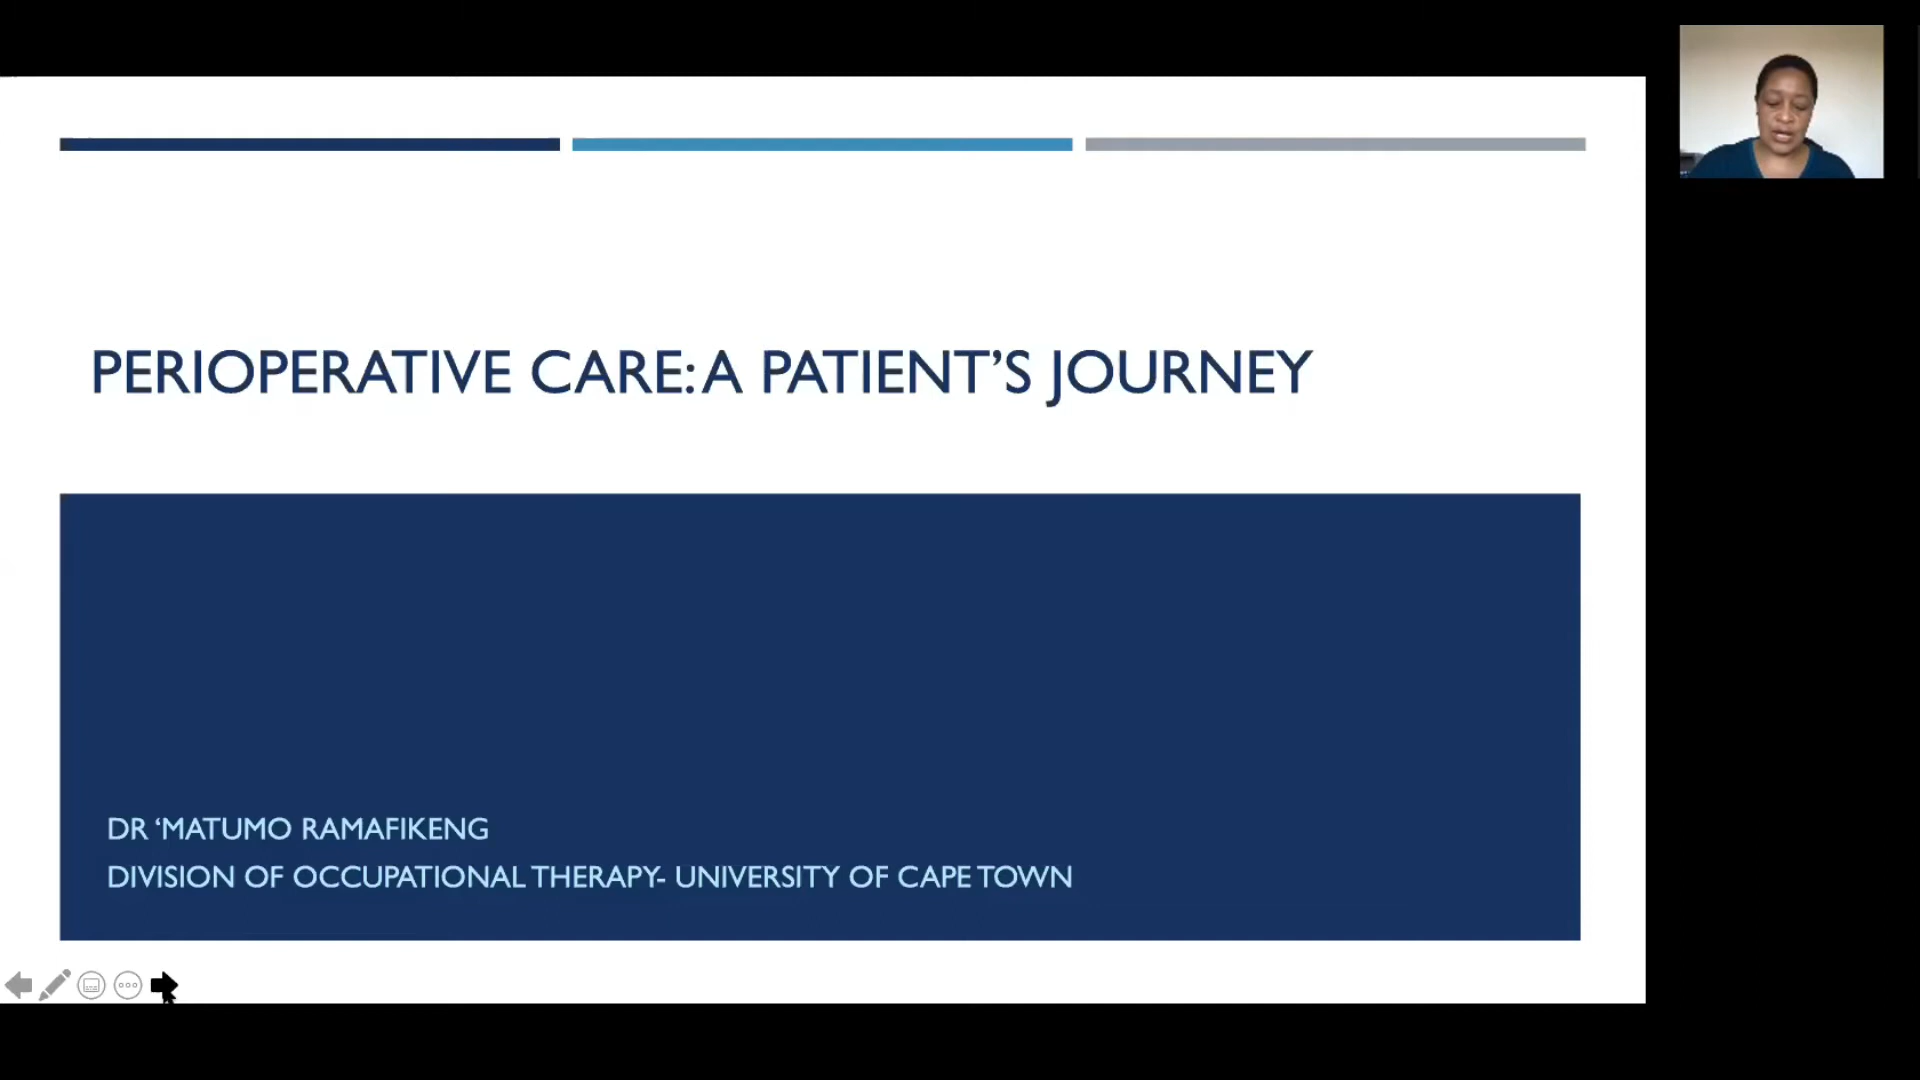 PERIOPERATIVE CARE: A PATIENT’S JOURNEY
DR ‘MATUMO RAMAFIKENG
DIVISION OF OCCUPATIONAL THERAPY- UNIVERSITY OF CAPE TOWN